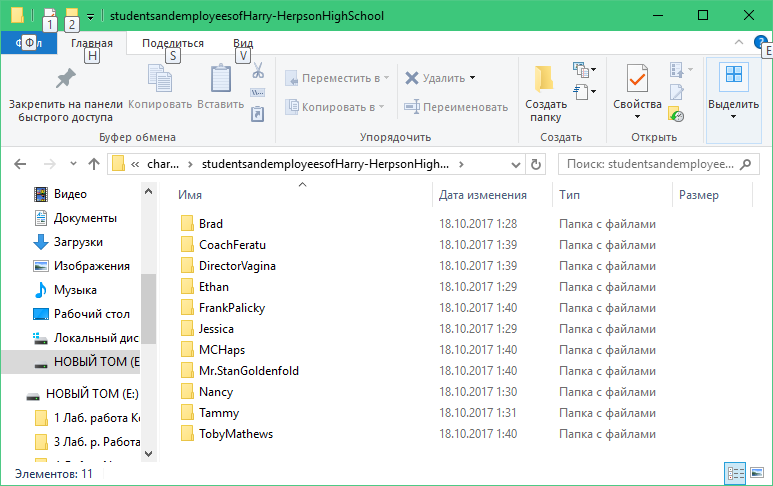 studentsandemployeesofHarry-HerpsonHighSchool
1 2
Ф
Главная Поделиться Вид
H S V E
Закрепить на панели быстрого доступа
Копировать
Вставить
Переместить в
Копировать в
Удалить
Переименовать
Создать папку
Свойства
Выделить
Буфер обмена Упорядочить Создать Открыть
« char... studentsandemployeesofHarry-HerpsonHigh... Поиск: studentsandemployee...
Имя Дата изменения Тип Размер
Видео
Документы
Загрузки
Изображения
Музыка
Рабочий стол
Локальный дис
НОВЫЙ ТОМ (E
НОВЫЙ ТОМ (E:)
1 Лаб. работа Ко
3 Лаб. р. Работа
Brad 18.10.2017 1:28 Папка с файлами
CoachFeratu 18.10.2017 1:39 Папка с файлами
DirectorVagina 18.10.2017 1:39 Папка с файлами
Ethan 18.10.2017 1:29 Папка с файлами
FrankPalicky 18.10.2017 1:40 Папка с файлами
Jessica 18.10.2017 1:29 Папка с файлами
MCHaps 18.10.2017 1:40 Папка с файлами
Mr.StanGoldenfold 18.10.2017 1:40 Папка с файлами
Nancy 18.10.2017 1:30 Папка с файлами
Tammy 18.10.2017 1:31 Папка с файлами
TobyMathews 18.10.2017 1:40 Папка с файлами
Элементов: 11